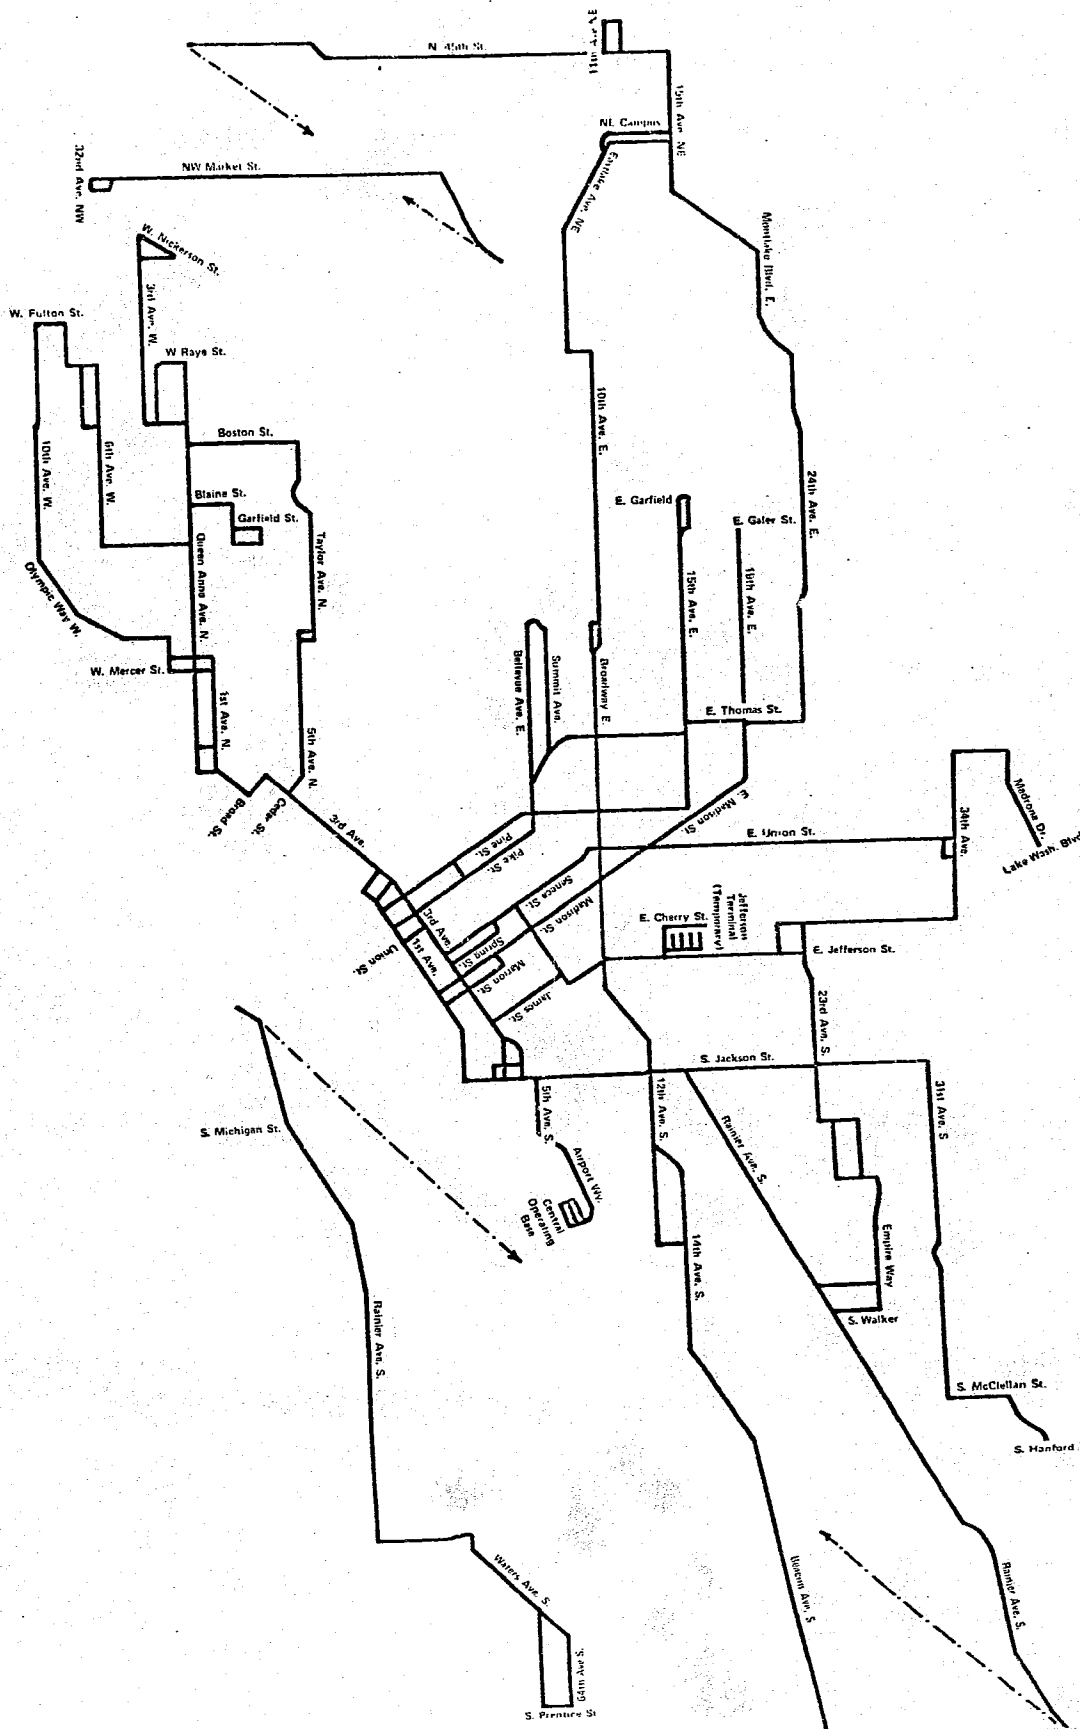 N. 45th St.
11th Ave NE
15th Ave. NE
NE Campus
Eastlake Ave. NE
32nd Ave. NW
NW Market St.
Montlake Blvd. E.
W. Nickerson St.
3rd Ave. W.
W. Fulton St.
W Raye St.
10th Ave. E.
Boston St.
10th Ave. W.
6th Ave. W.
24th Ave. E.
Blaine St.
Garfield St.
E. Garfield
E. Galer St.
Queen Anne Ave. N.
Taylor Ave. N.
15th Ave. E.
19th Ave. E.
Olympic Way W.
W. Mercer St.
1st Ave. N.
5th Ave. N.
Bellevue Ave. E.
Summit Ave.
Broadway E.
E. Thomas St.
Broad St.
Cedar St.
3rd Ave.
E. Madison St.
E. Union St.
34th Ave.
Madrona Dr.
Lake Wash. Blvd
Pine St.
Pike St.
Seneca St.
Madison St.
3rd Ave.
1st Ave.
Union St.
Spring St.
Marion St.
James St.
E. Cherry St.
Jefferson
Terminal
(Temporary)
E. Jefferson St.
23rd Ave. S.
S. Jackson St.
5th Ave. S.
12th Ave. S.
Rainier Ave. S.
31st Ave. S
S. Michigan St.
Airport Wy.
Central
Operating
Base
14th Ave. S.
Empire Way
S. Walker
Rainier Ave. S.
S. McClellan St.
S. Hanford
Waters Ave. S.
Beacon Ave. S
Rainier Ave. S.
64th Ave S.
S. Prentice St